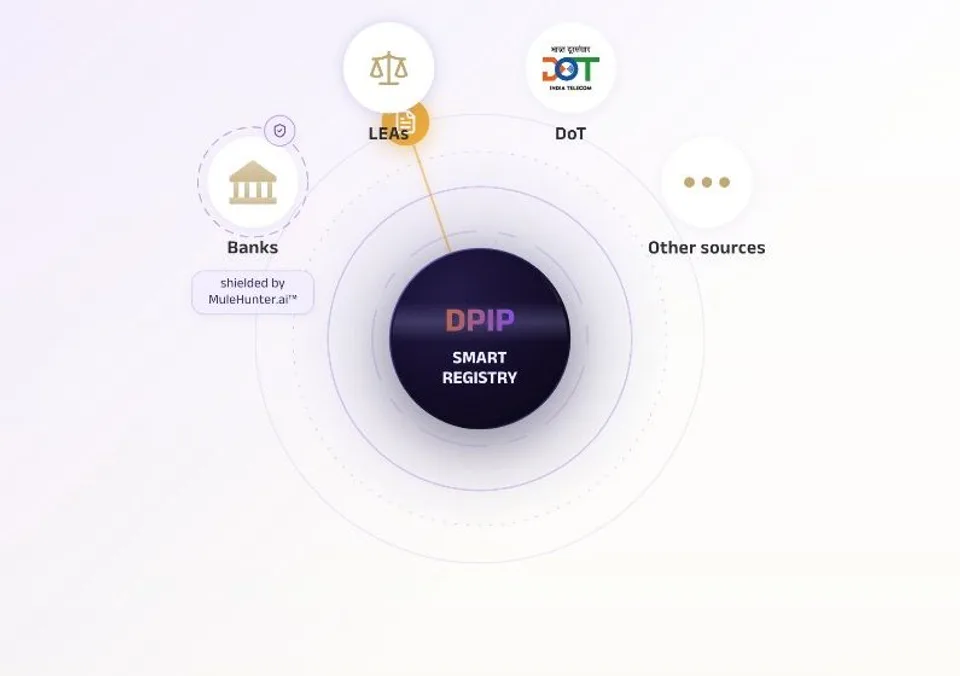 भारत दूरसंचार
DOT
INDIA TELECOM
LEAs
DoT
Banks
Other sources
shielded by
MuleHunter.ai™
DPIP
SMART
REGISTRY